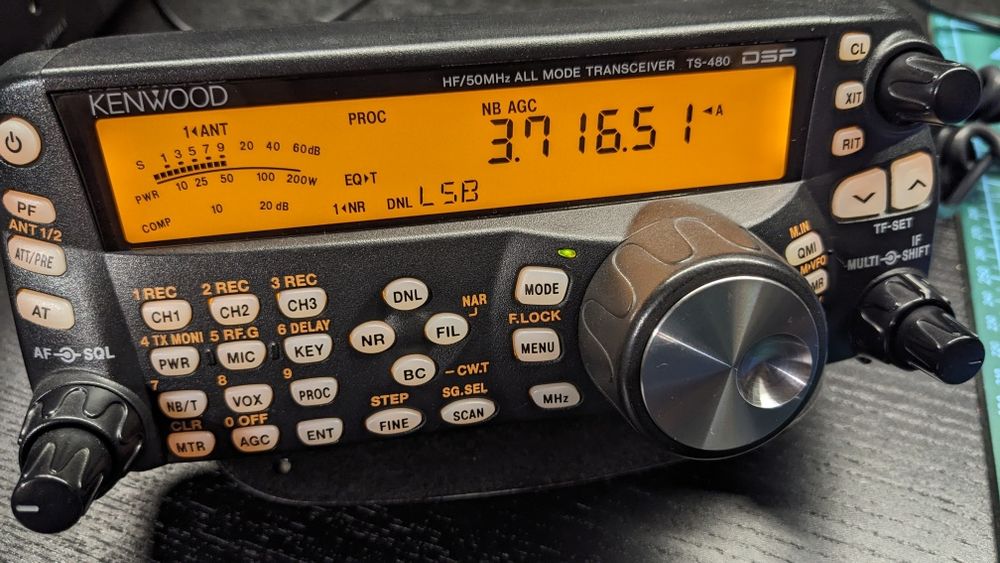 KENWOOD
HF/50MHz ALL MODE TRANSCEIVER TS-480 DSP
1◂ANT
PROC
NB AGC
3.716.51 ◂A
S 1 3 5 7 9 20 40 60dB
PWR 10 25 50 100 200W
EQ▸T
COMP 10 20 dB
1◂NR DNL LSB
CL
XIT
RIT
TF-SET
PF
ANT 1/2
ATT/PRE
AT
AF SQL
1 REC 2 REC 3 REC
CH1 CH2 CH3
4 TX MONI 5 RF.G 6 DELAY
PWR MIC KEY
7 8 9
NB/T VOX PROC
CLR 0 OFF
MTR AGC ENT
DNL
NAR
NR FIL
BC CW.T
STEP SG.SEL
FINE SCAN
MODE
F.LOCK
MENU
MHz
M.IN
QMI
M▸VFO
MR
IF
MULTI SHIFT